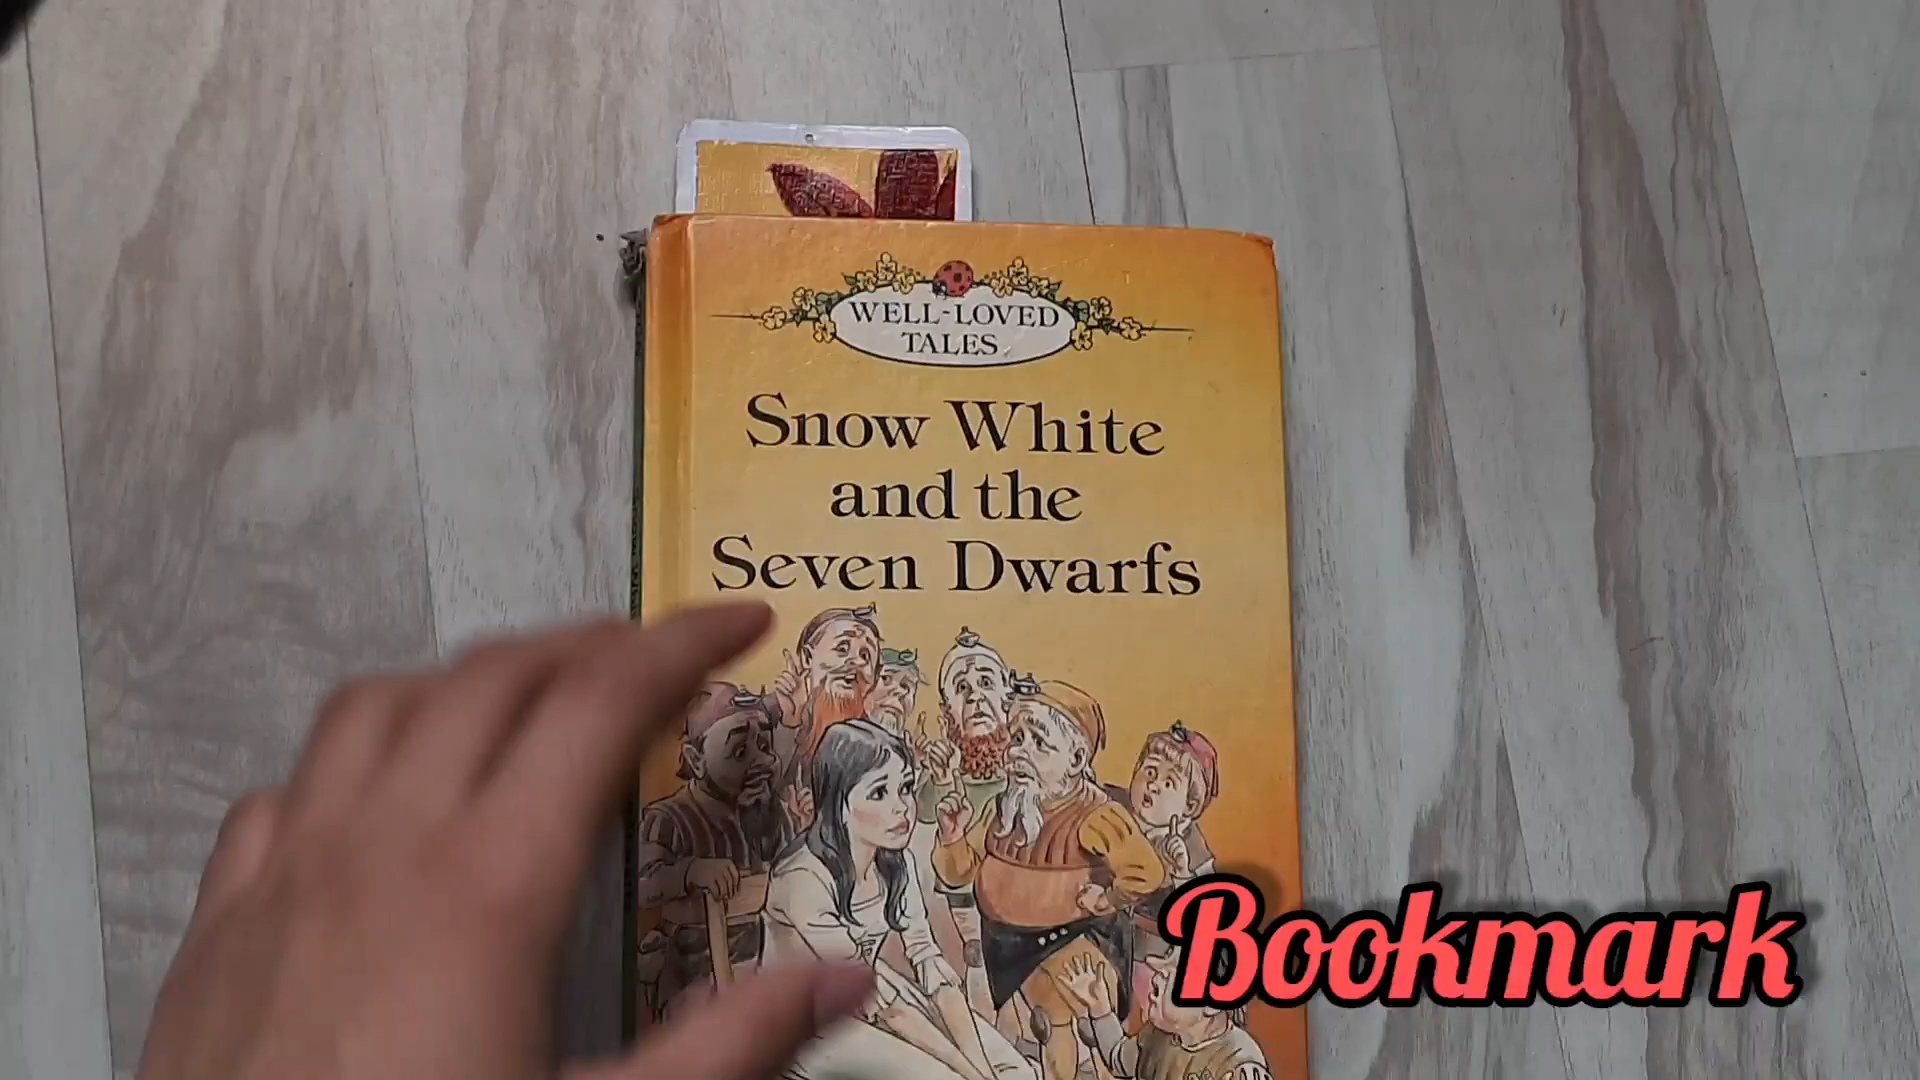 WELL-LOVED
TALES
Snow White
and the
Seven Dwarfs
Bookmark